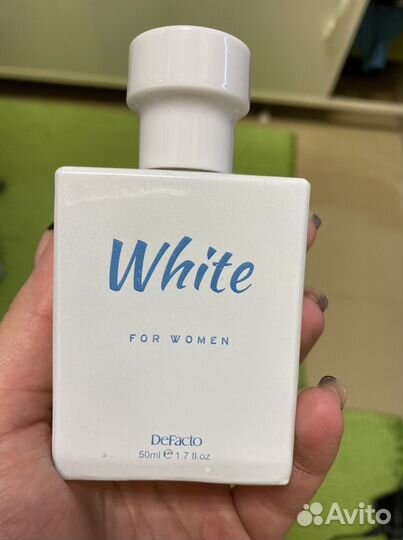 White
FOR WOMEN
DeFacto
50ml ℮ 1.7 fl.oz
Avito